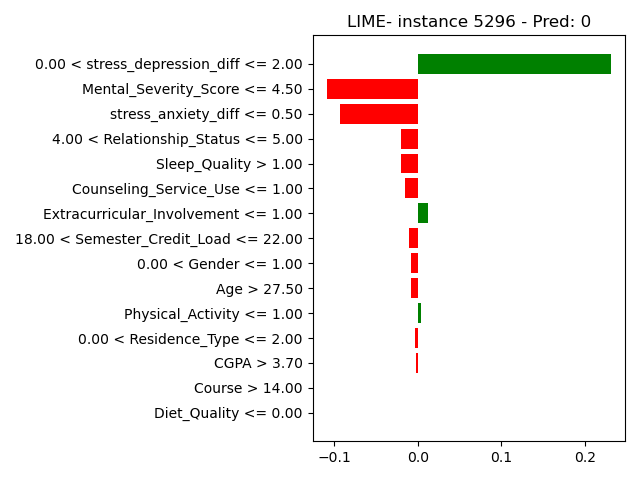 LIME- instance 5296 - Pred: 0
0.00 < stress_depression_diff <= 2.00
Mental_Severity_Score <= 4.50
stress_anxiety_diff <= 0.50
4.00 < Relationship_Status <= 5.00
Sleep_Quality > 1.00
Counseling_Service_Use <= 1.00
Extracurricular_Involvement <= 1.00
18.00 < Semester_Credit_Load <= 22.00
0.00 < Gender <= 1.00
Age > 27.50
Physical_Activity <= 1.00
0.00 < Residence_Type <= 2.00
CGPA > 3.70
Course > 14.00
Diet_Quality <= 0.00
−0.1 0.0 0.1 0.2